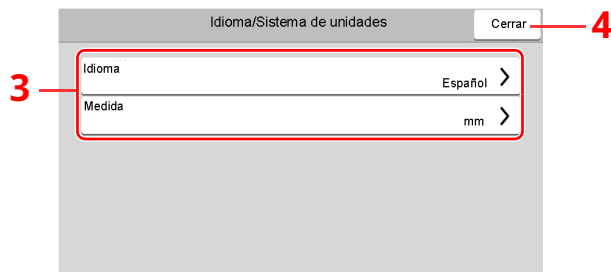 Idioma/Sistema de unidades
Cerrar
4
3
Idioma
Español
Medida
mm